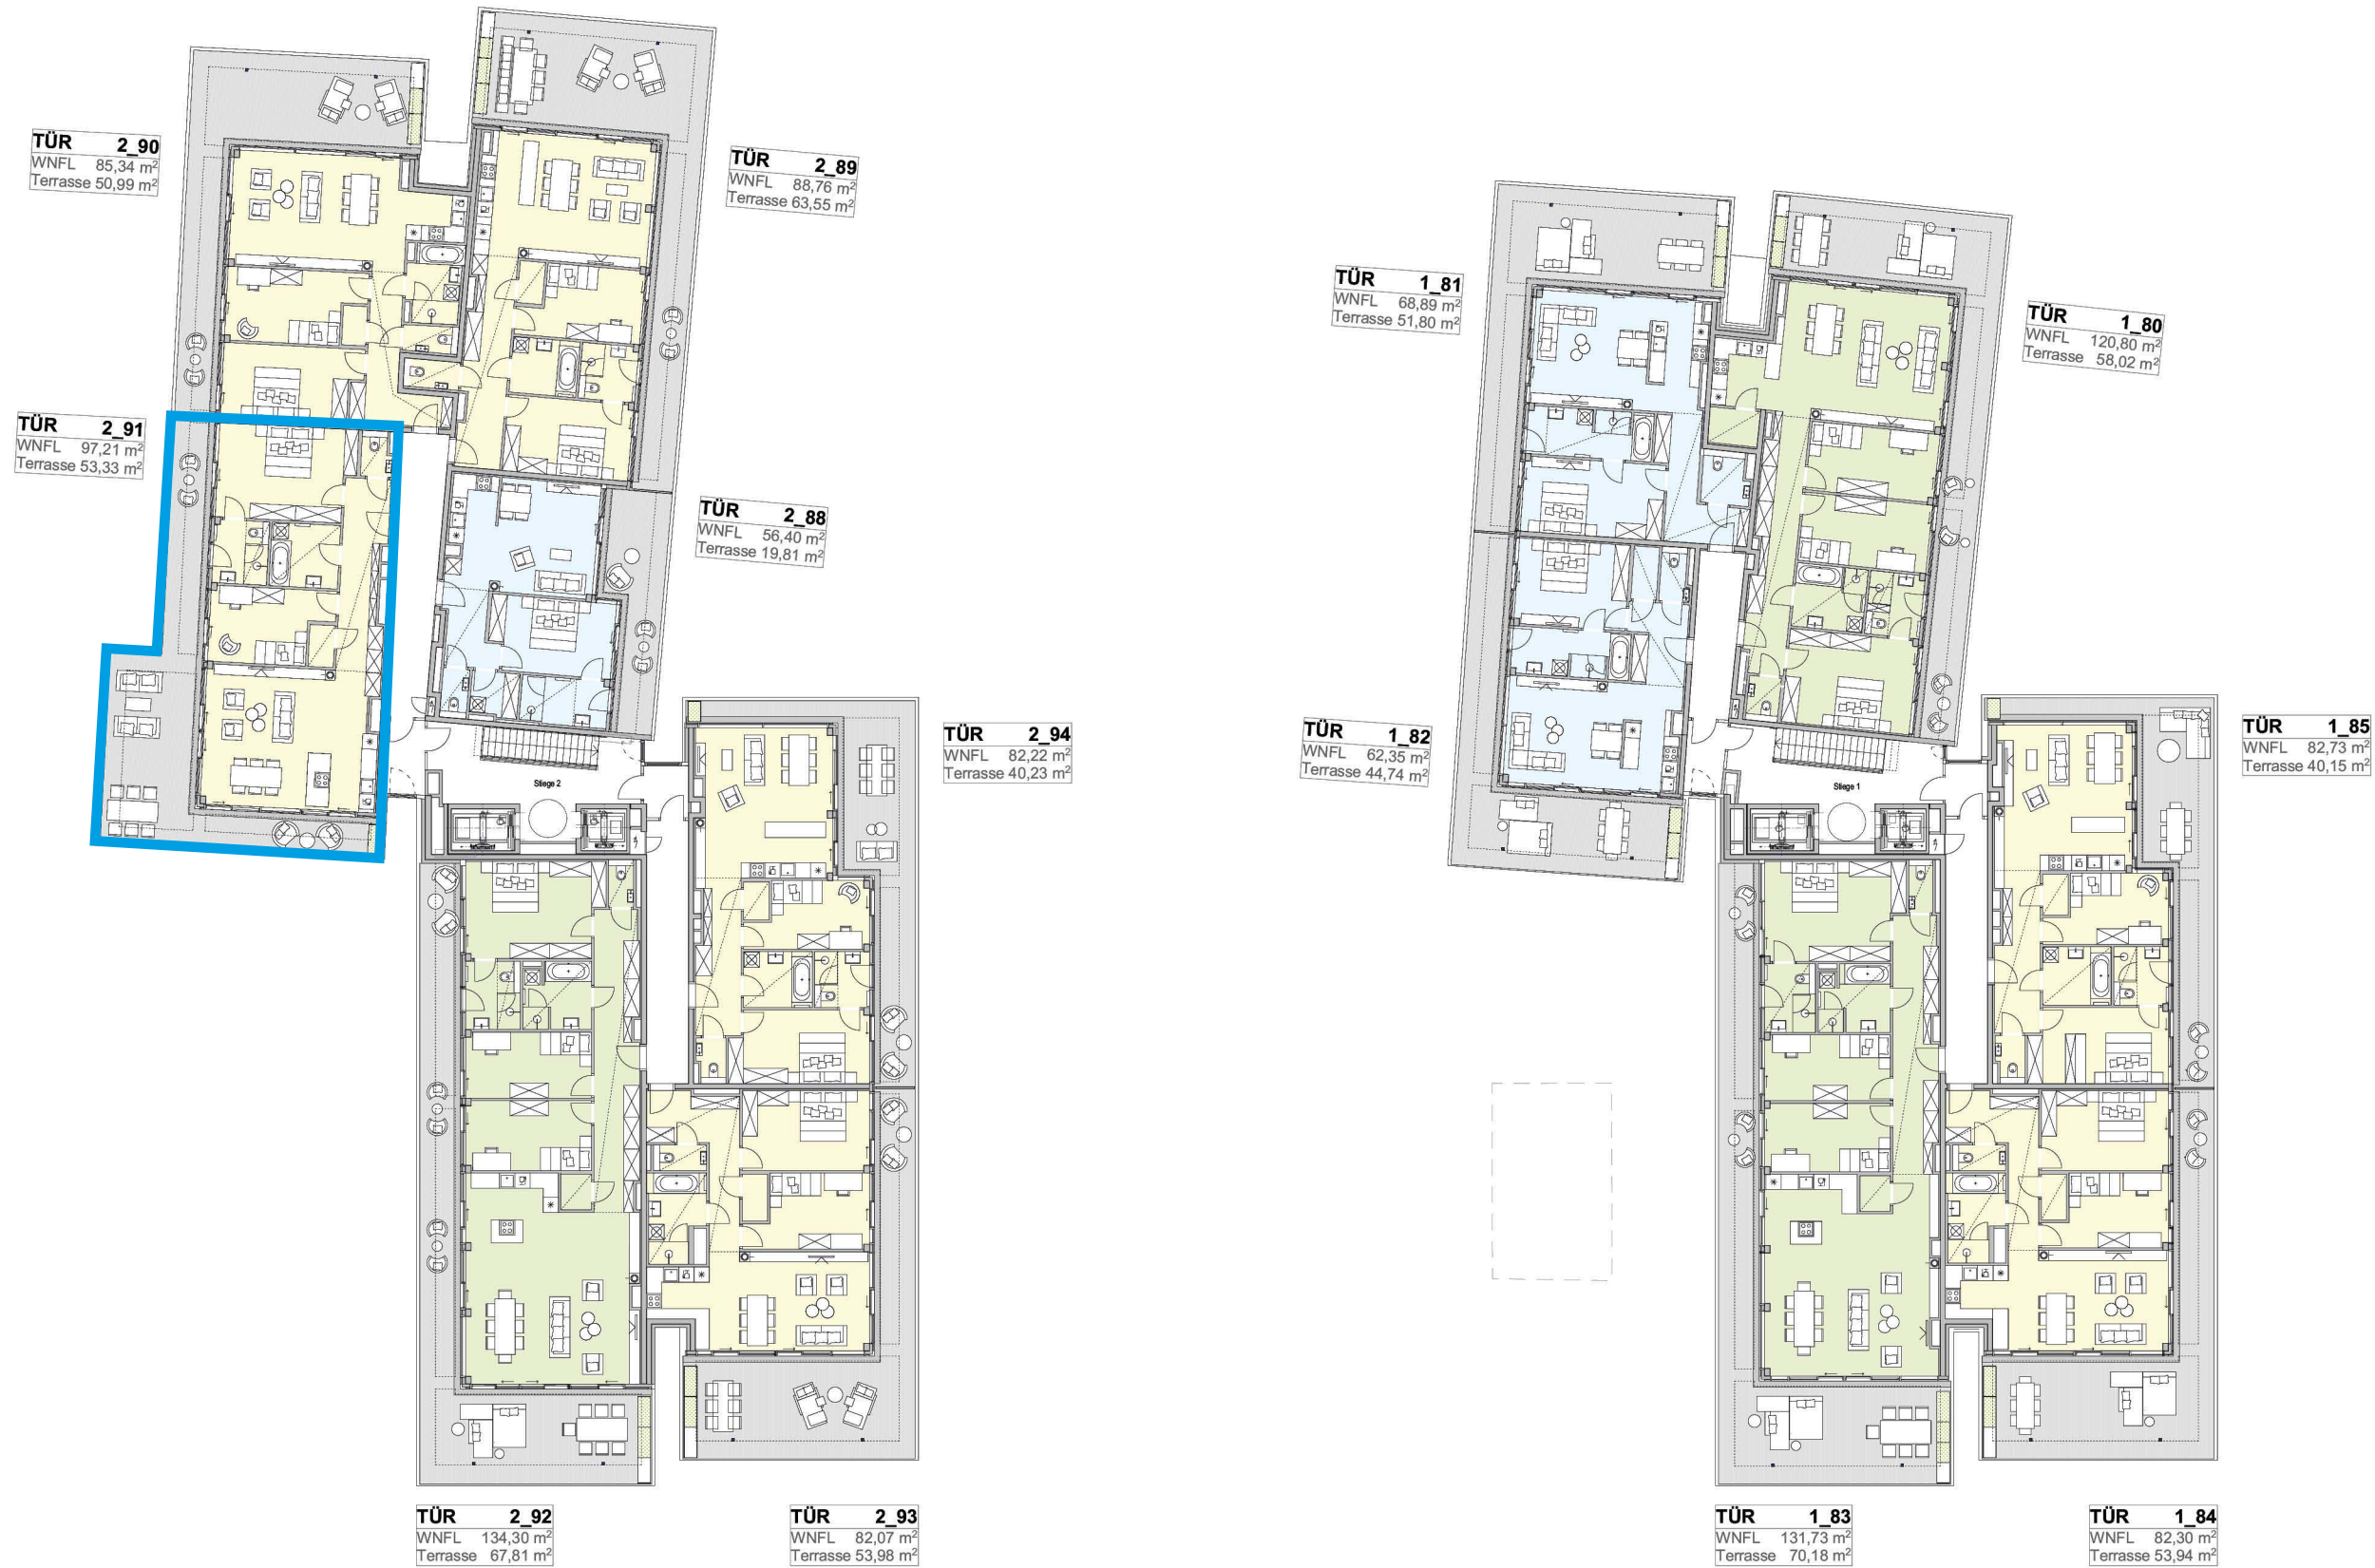 TÜR 2_90
WNFL 85,34 m²
Terrasse 50,99 m²
TÜR 2_89
WNFL 88,76 m²
Terrasse 63,55 m²
TÜR 2_91
WNFL 97,21 m²
Terrasse 53,33 m²
TÜR 2_88
WNFL 56,40 m²
Terrasse 19,81 m²
TÜR 2_94
WNFL 82,22 m²
Terrasse 40,23 m²
Stiege 2
TÜR 2_92
WNFL 134,30 m²
Terrasse 67,81 m²
TÜR 2_93
WNFL 82,07 m²
Terrasse 53,98 m²
TÜR 1_81
WNFL 68,89 m²
Terrasse 51,80 m²
TÜR 1_80
WNFL 120,80 m²
Terrasse 58,02 m²
TÜR 1_82
WNFL 62,35 m²
Terrasse 44,74 m²
TÜR 1_85
WNFL 82,73 m²
Terrasse 40,15 m²
Stiege 1
TÜR 1_83
WNFL 131,73 m²
Terrasse 70,18 m²
TÜR 1_84
WNFL 82,30 m²
Terrasse 53,94 m²